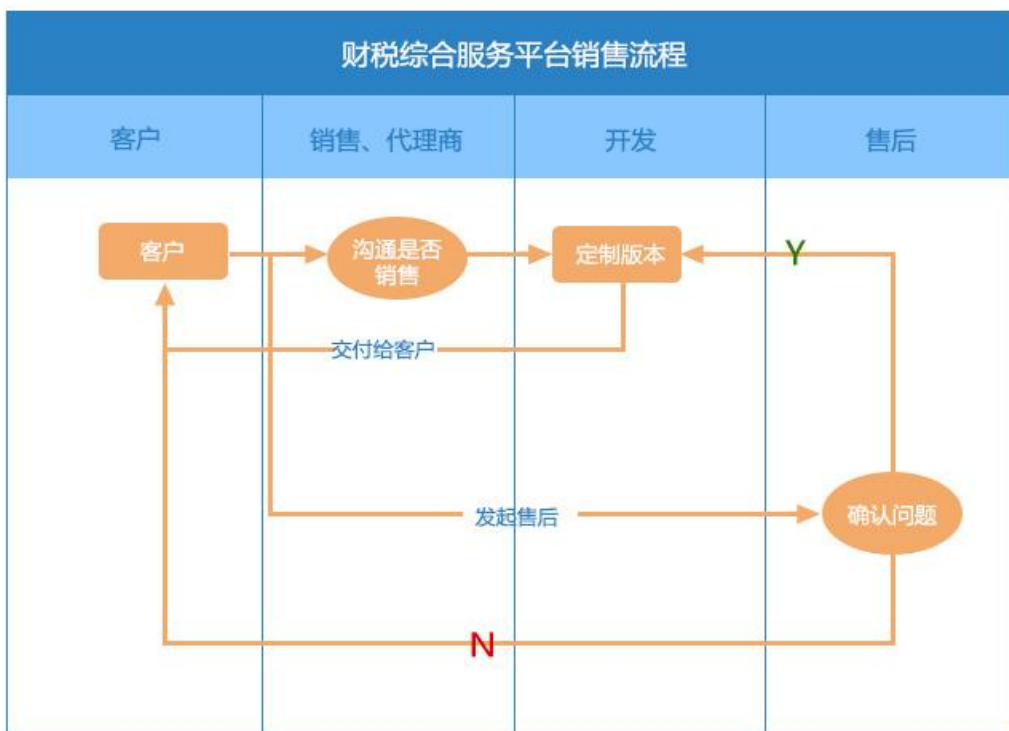 财税综合服务平台销售流程
客户
销售、代理商
开发
售后
客户
沟通是否
销售
定制版本
Y
交付给客户
发起售后
确认问题
N